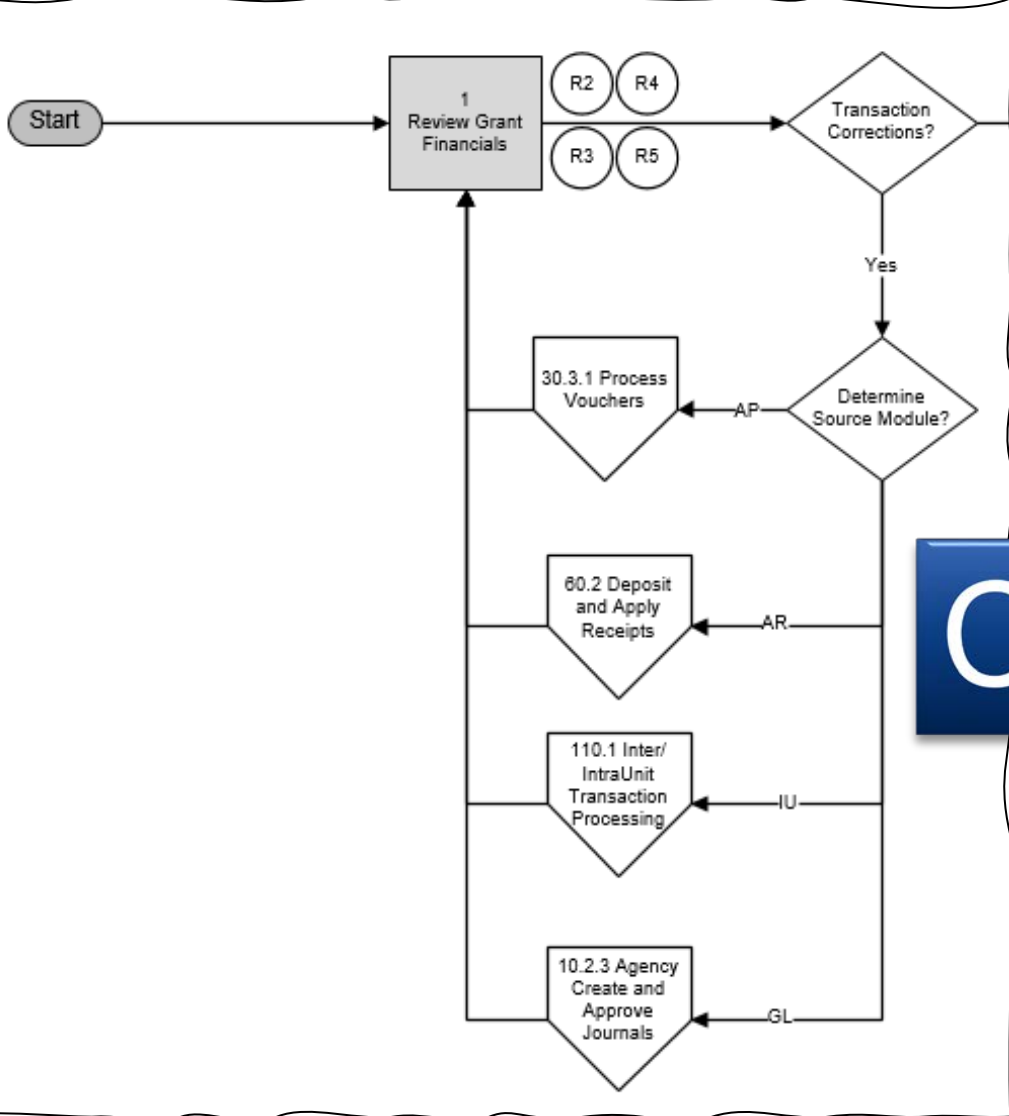 Start
1
Review Grant
Financials
R2
R4
R3
R5
Transaction
Corrections?
Yes
Determine
Source Module?
AP
30.3.1 Process
Vouchers
60.2 Deposit
and Apply
Receipts
AR
110.1 Inter/
IntraUnit
Transaction
Processing
IU
10.2.3 Agency
Create and
Approve
Journals
GL